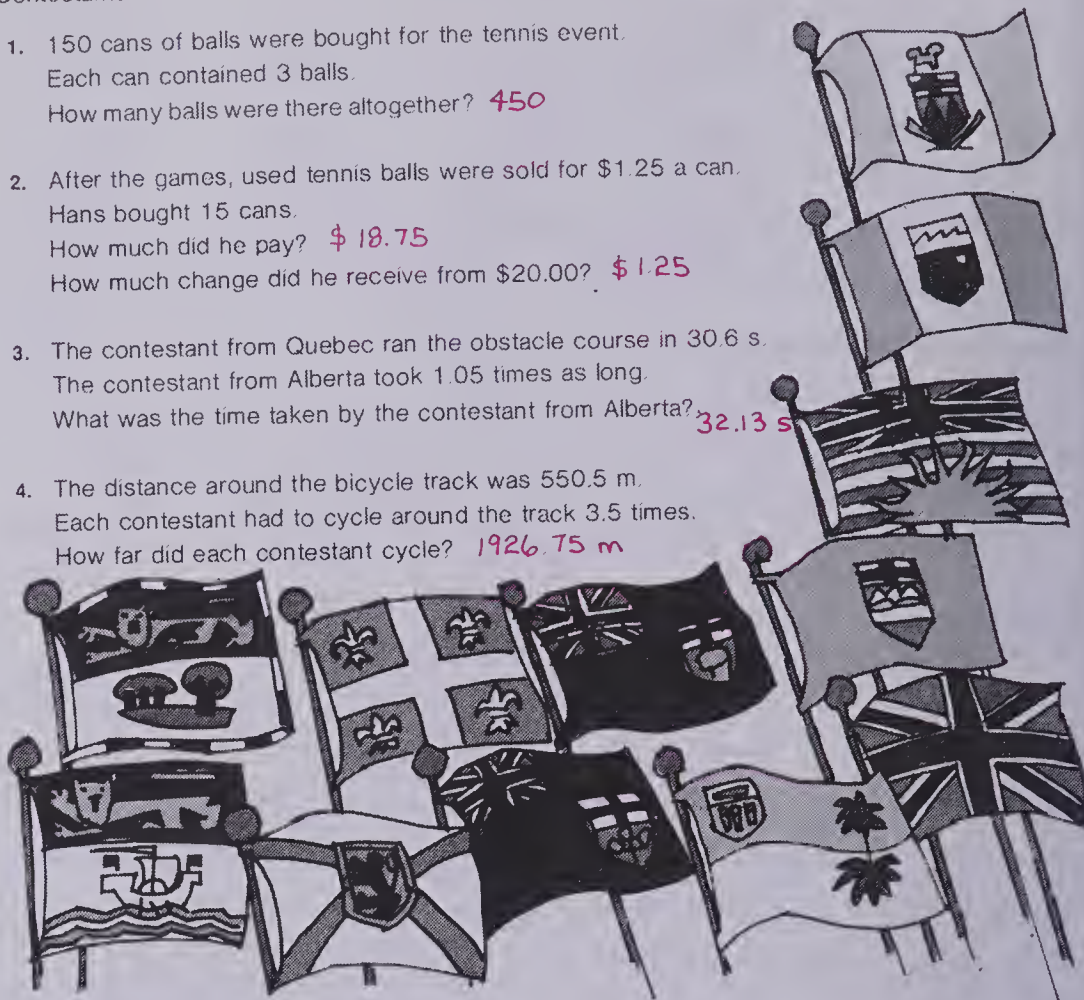 1. 150 cans of balls were bought for the tennis event.
Each can contained 3 balls.
How many balls were there altogether? 450
2. After the games, used tennis balls were sold for $1.25 a can.
Hans bought 15 cans.
How much did he pay? $ 18.75
How much change did he receive from $20.00? $ 1.25
3. The contestant from Quebec ran the obstacle course in 30.6 s.
The contestant from Alberta took 1.05 times as long.
What was the time taken by the contestant from Alberta? 32.13 s
4. The distance around the bicycle track was 550.5 m.
Each contestant had to cycle around the track 3.5 times.
How far did each contestant cycle? 1926.75 m